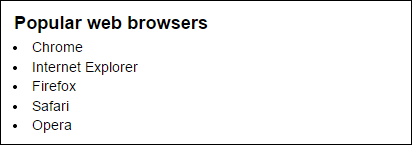 Popular web browsers
• Chrome
• Internet Explorer
• Firefox
• Safari
• Opera